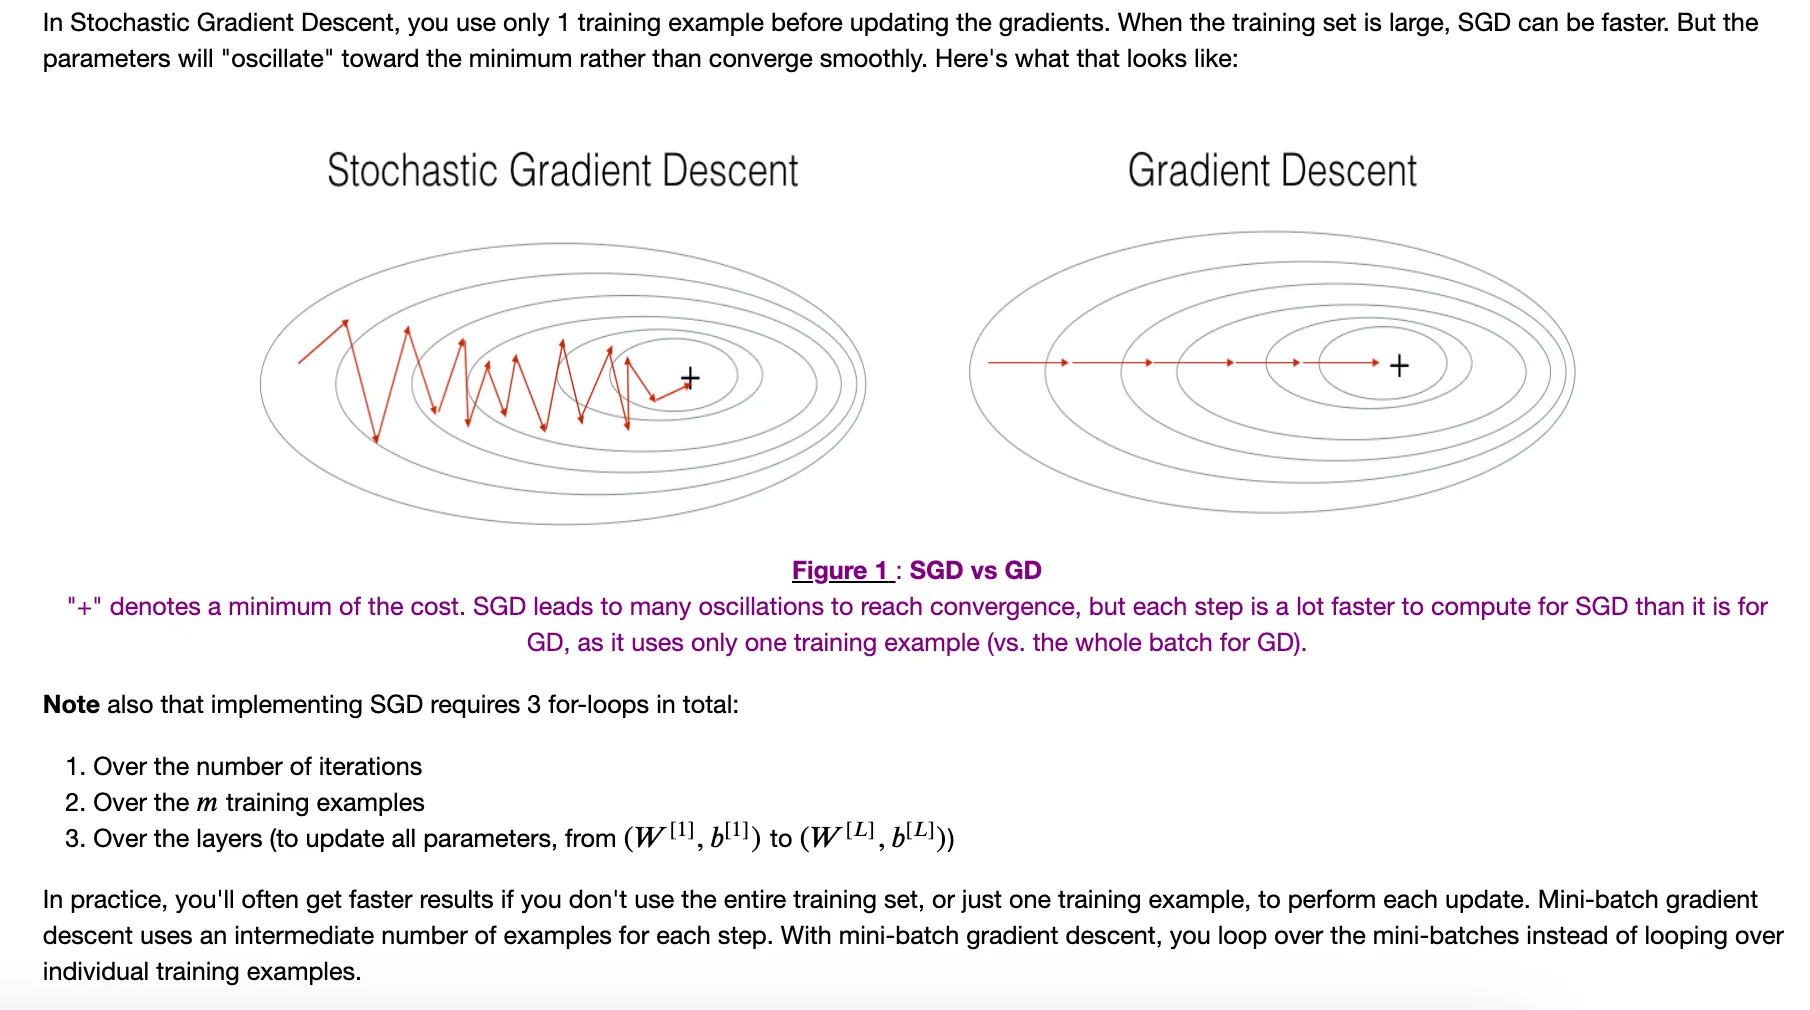 In Stochastic Gradient Descent, you use only 1 training example before updating the gradients. When the training set is large, SGD can be faster. But the
parameters will "oscillate" toward the minimum rather than converge smoothly. Here's what that looks like:
Stochastic Gradient Descent
Gradient Descent
+
+
Figure 1 : SGD vs GD
"+" denotes a minimum of the cost. SGD leads to many oscillations to reach convergence, but each step is a lot faster to compute for SGD than it is for
GD, as it uses only one training example (vs. the whole batch for GD).
Note also that implementing SGD requires 3 for-loops in total:
1. Over the number of iterations
2. Over the m training examples
3. Over the layers (to update all parameters, from (W^[1], b^[1]) to (W^[L], b^[L]))
In practice, you'll often get faster results if you don't use the entire training set, or just one training example, to perform each update. Mini-batch gradient
descent uses an intermediate number of examples for each step. With mini-batch gradient descent, you loop over the mini-batches instead of looping over
individual training examples.